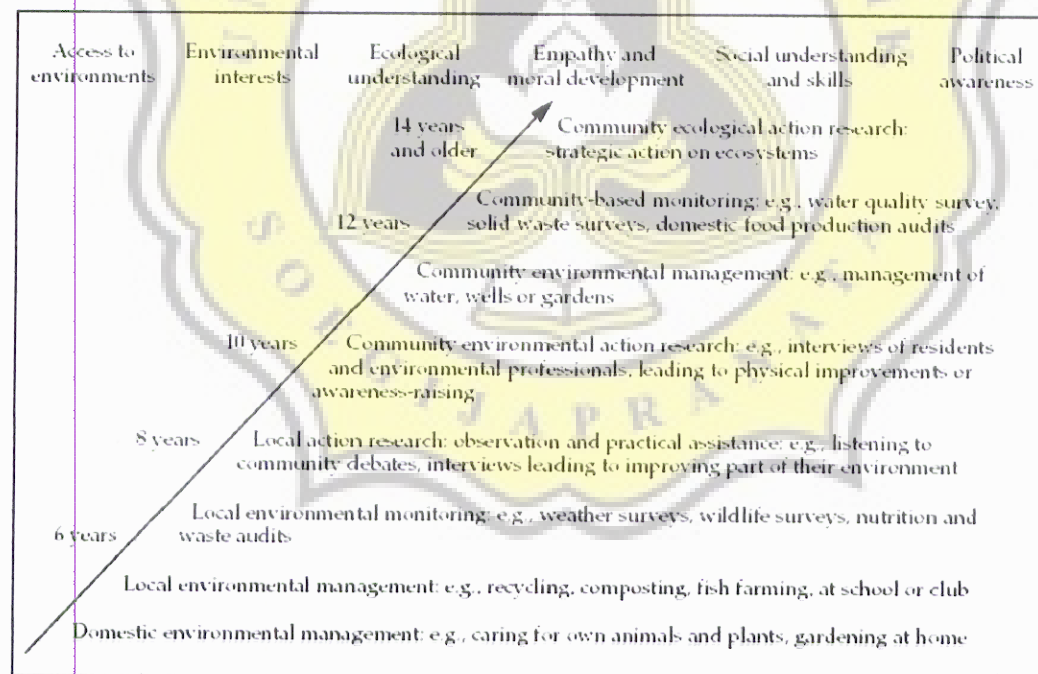 Access to environments
Environmental interests
Ecological understanding
Empathy and moral development
Social understanding and skills
Political awareness
14 years and older
Community ecological action research:
strategic action on ecosystems
Community-based monitoring: e.g., water quality survey,
12 years
solid waste surveys, domestic food production audits
Community environmental management: e.g., management of
water, wells or gardens
10 years
Community environmental action research: e.g., interviews of residents
and environmental professionals, leading to physical improvements or
awareness-raising
8 years
Local action research: observation and practical assistance: e.g., listening to
community debates, interviews leading to improving part of their environment
Local environmental monitoring: e.g., weather surveys, wildlife surveys, nutrition and
6 years
waste audits
Local environmental management: e.g., recycling, composting, fish farming, at school or club
Domestic environmental management: e.g., caring for own animals and plants, gardening at home
SOEGIJAPRANATA